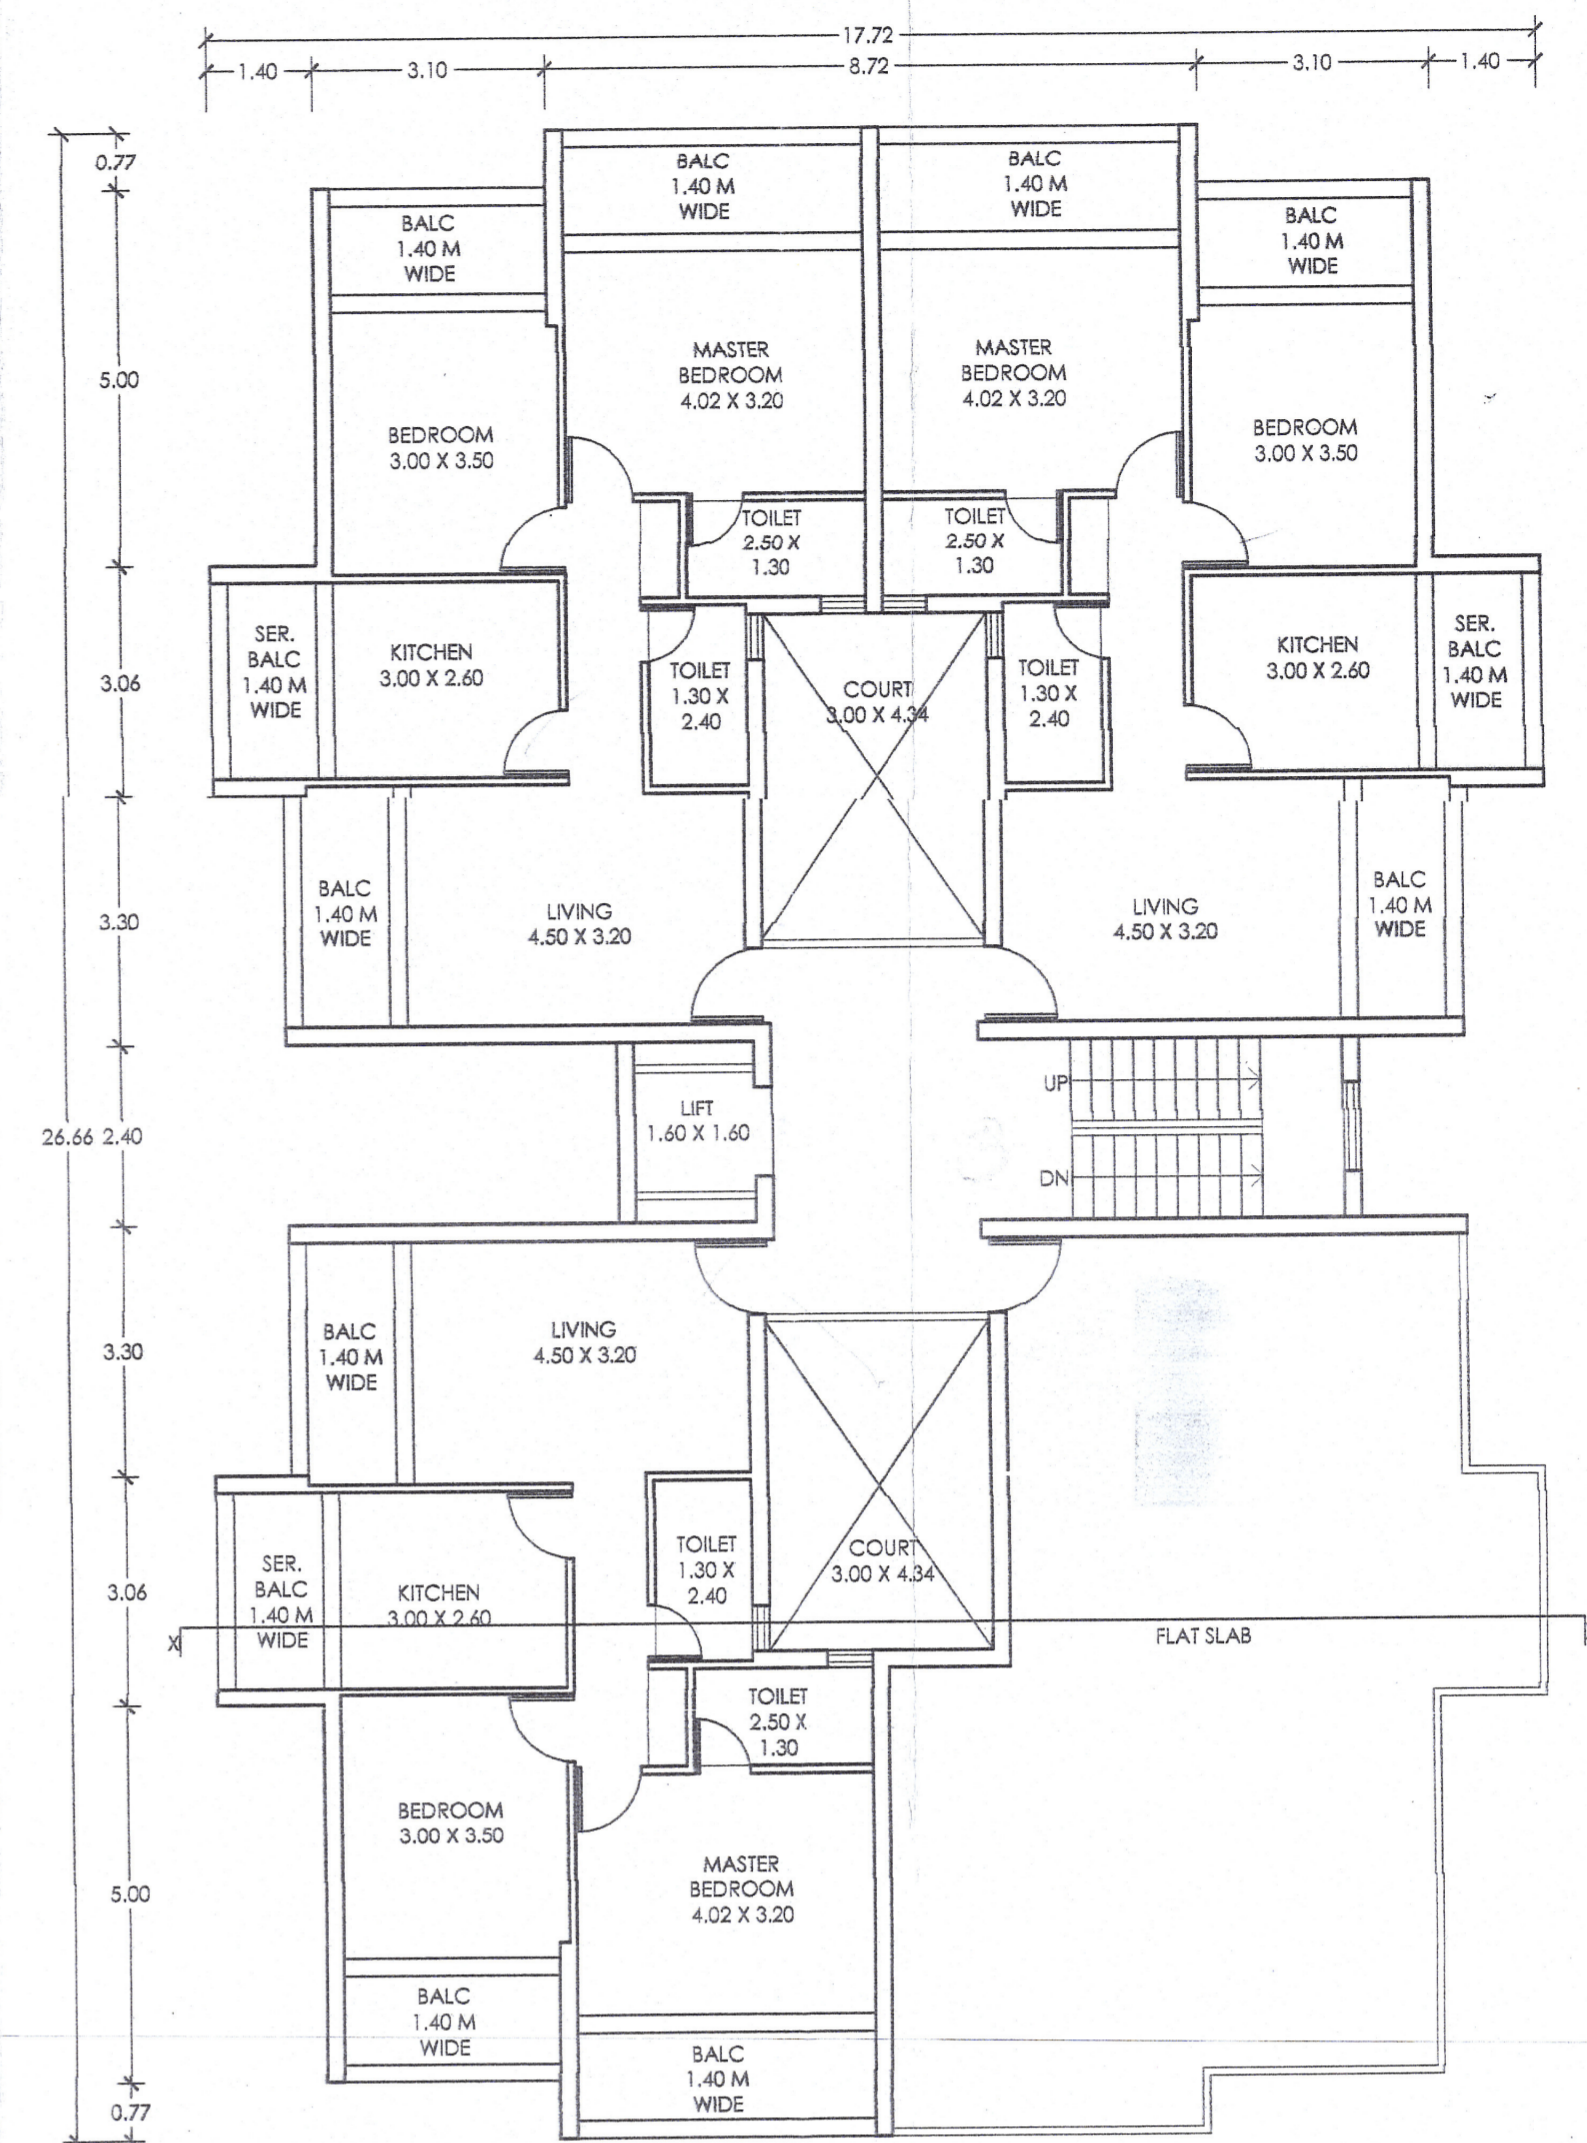 17.72
1.40
3.10
8.72
3.10
1.40
0.77
BALC
1.40 M
WIDE
BALC
1.40 M
WIDE
BALC
1.40 M
WIDE
BALC
1.40 M
WIDE
5.00
MASTER
BEDROOM
4.02 X 3.20
MASTER
BEDROOM
4.02 X 3.20
BEDROOM
3.00 X 3.50
BEDROOM
3.00 X 3.50
TOILET
2.50 X
1.30
TOILET
2.50 X
1.30
3.06
SER.
BALC
1.40 M
WIDE
KITCHEN
3.00 X 2.60
TOILET
1.30 X
2.40
COURT
3.00 X 4.34
TOILET
1.30 X
2.40
KITCHEN
3.00 X 2.60
SER.
BALC
1.40 M
WIDE
3.30
BALC
1.40 M
WIDE
LIVING
4.50 X 3.20
LIVING
4.50 X 3.20
BALC
1.40 M
WIDE
26.66
2.40
LIFT
1.60 X 1.60
UP
DN
3.30
BALC
1.40 M
WIDE
LIVING
4.50 X 3.20
3.06
SER.
BALC
1.40 M
WIDE
KITCHEN
3.00 X 2.60
TOILET
1.30 X
2.40
COURT
3.00 X 4.34
X
FLAT SLAB
TOILET
2.50 X
1.30
5.00
BEDROOM
3.00 X 3.50
MASTER
BEDROOM
4.02 X 3.20
BALC
1.40 M
WIDE
BALC
1.40 M
WIDE
0.77